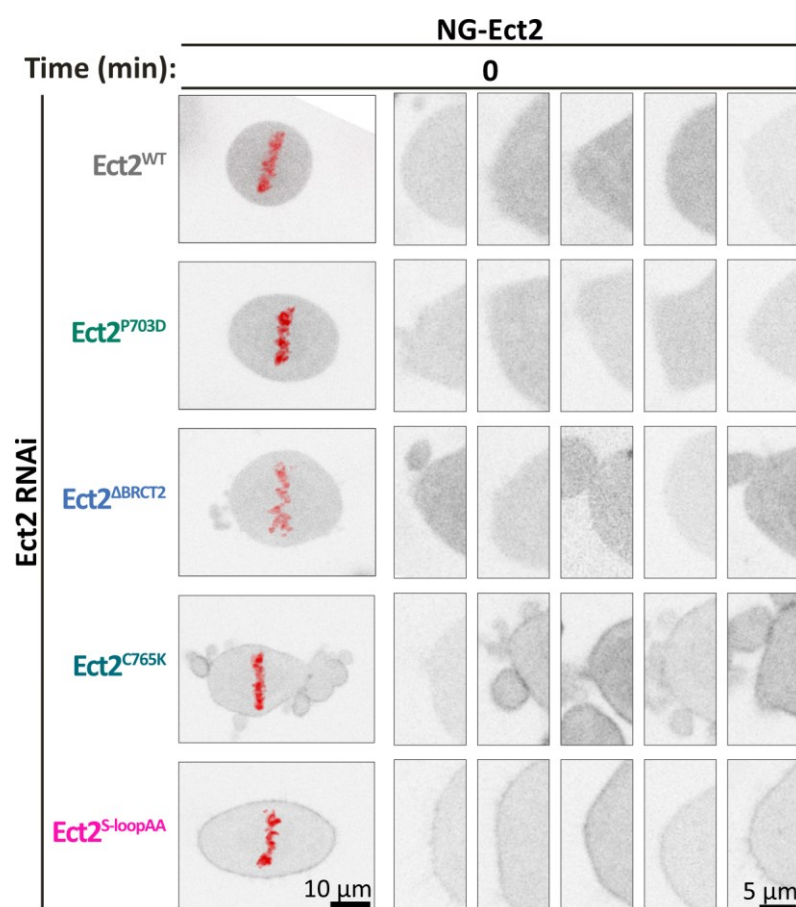 NG-Ect2
Time (min):
0
Ect2 RNAi
Ect2WT
Ect2P703D
Ect2ΔBRCT2
Ect2C765K
Ect2S-loopAA
10 μm
5 μm